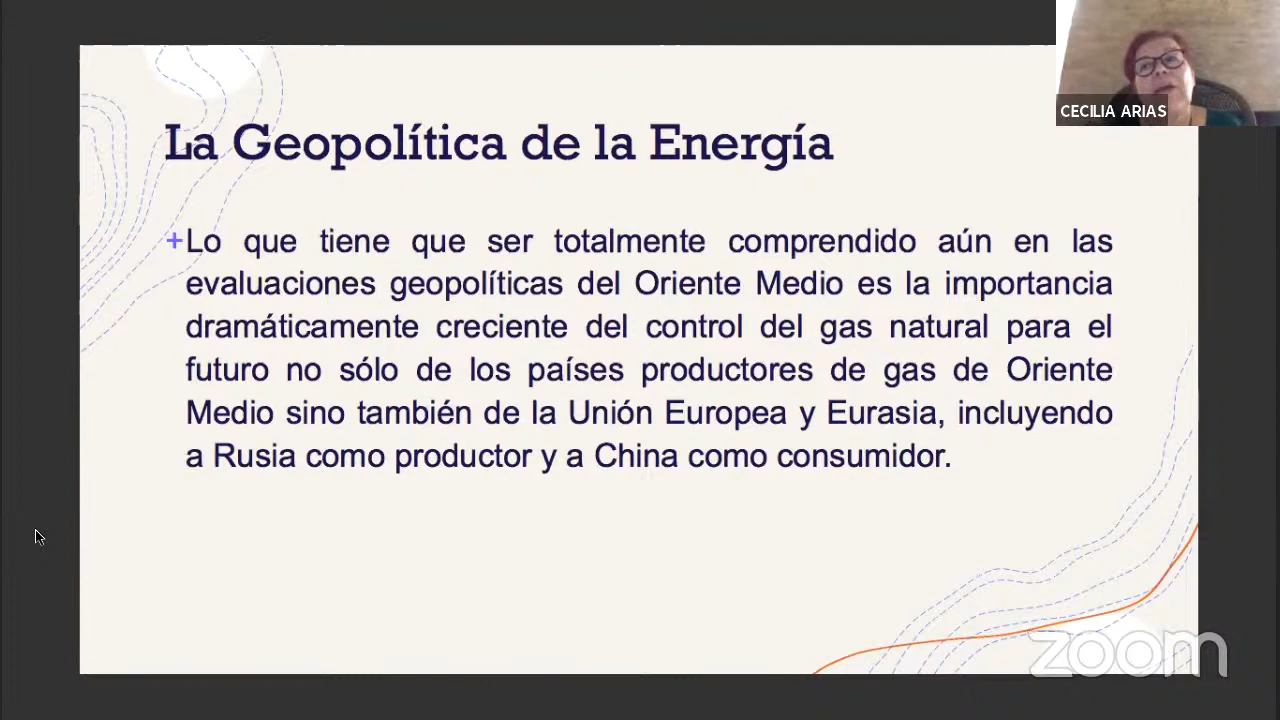 CECILIA ARIAS
La Geopolítica de la Energía
+Lo que tiene que ser totalmente comprendido aún en las
evaluaciones geopolíticas del Oriente Medio es la importancia
dramáticamente creciente del control del gas natural para el
futuro no sólo de los países productores de gas de Oriente
Medio sino también de la Unión Europea y Eurasia, incluyendo
a Rusia como productor y a China como consumidor.
zoom